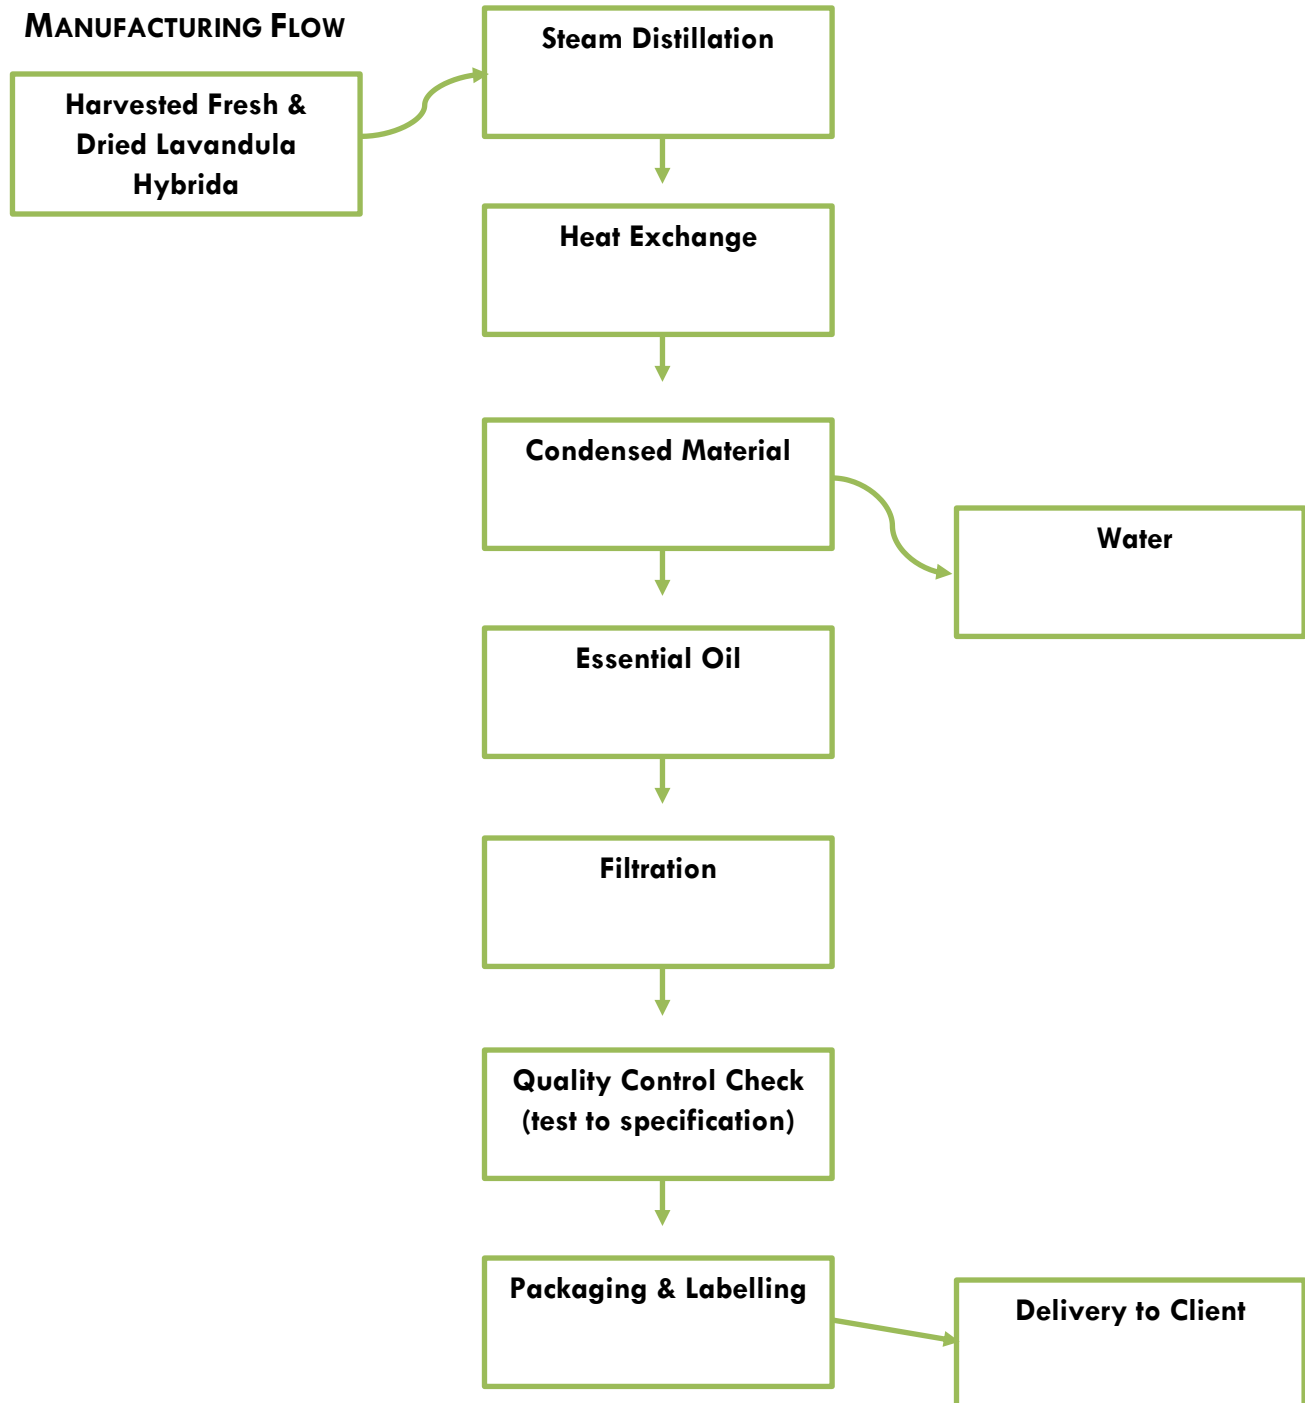 MANUFACTURING FLOW
Harvested Fresh &
Dried Lavandula
Hybrida
Steam Distillation
Heat Exchange
Condensed Material
Water
Essential Oil
Filtration
Quality Control Check
(test to specification)
Packaging & Labelling
Delivery to Client